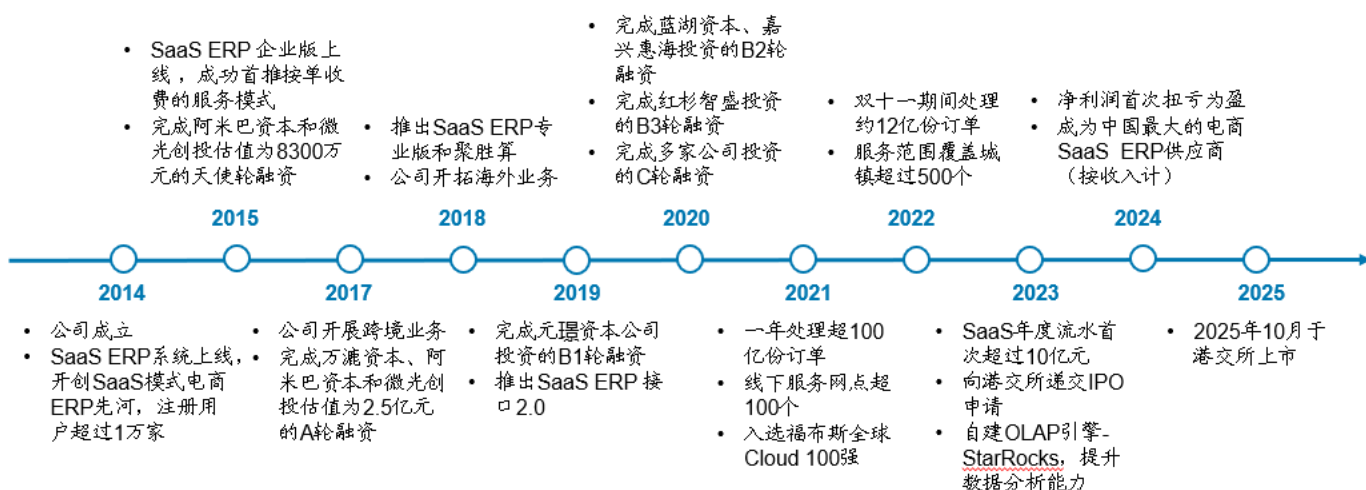 • SaaS ERP 企业版上
线，成功首推按单收
费的服务模式
• 完成阿米巴资本和微
光创投估值为8300万
元的天使轮融资
2015
• 推出SaaS ERP专
业版和聚胜算
• 公司开拓海外业务
2018
• 完成蓝湖资本、嘉
兴惠海投资的B2轮
融资
• 完成红杉智盛投资
的B3轮融资
• 完成多家公司投资
的C轮融资
2020
• 双十一期间处理
约12亿份订单
• 服务范围覆盖城
镇超过500个
2022
• 净利润首次扭亏为盈
• 成为中国最大的电商
SaaS ERP供应商
（按收入计）
2024
2014
• 公司成立
• SaaS ERP系统上线，
开创SaaS模式电商
ERP先河，注册用
户超过1万家
2017
• 公司开展跨境业务
• 完成万漉资本、阿
米巴资本和微光创
投估值为2.5亿元
的A轮融资
2019
• 完成元璟资本公司
投资的B1轮融资
• 推出SaaS ERP 接
口2.0
2021
• 一年处理超100
亿份订单
• 线下服务网点超
100个
• 入选福布斯全球
Cloud 100强
2023
• SaaS年度流水首
次超过10亿元
• 向港交所递交IPO
申请
• 自建OLAP引擎-
StarRocks，提升
数据分析能力
2025
• 2025年10月于
港交所上市